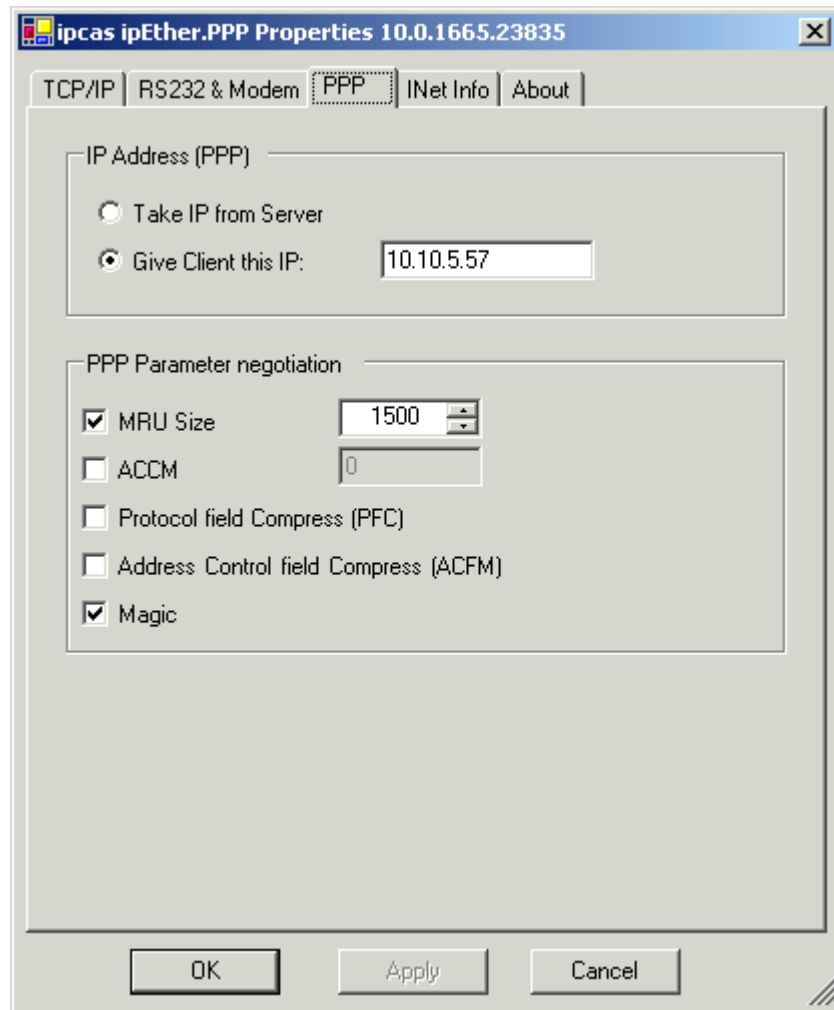 ipcas ipEther.PPP Properties 10.0.1665.23835
TCP/IP RS232 & Modem PPP INet Info About
IP Address (PPP)
Take IP from Server
Give Client this IP: 10.10.5.57
PPP Parameter negotiation
MRU Size 1500
ACCM 0
Protocol field Compress (PFC)
Address Control field Compress (ACFM)
Magic
OK Apply Cancel